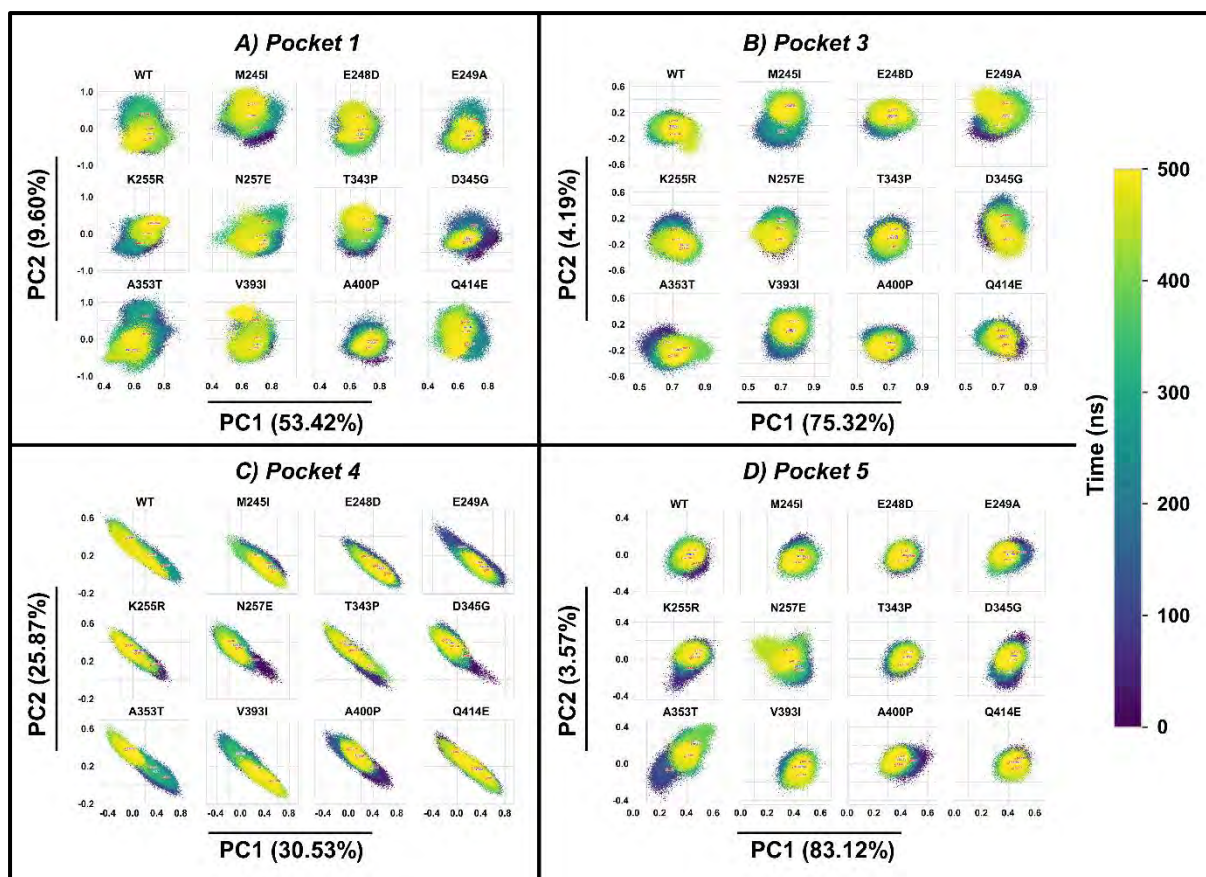 A) Pocket 1
WT M245I E248D E249A
1.0
0.0
-1.0
K255R N257E T343P D345G
1.0
0.0
-1.0
A353T V393I A400P Q414E
1.0
0.0
-1.0
0.4 0.6 0.8 0.4 0.6 0.8 0.4 0.6 0.8 0.4 0.6 0.8
PC2 (9.60%)
PC1 (53.42%)
B) Pocket 3
WT M245I E248D E249A
0.6
0.2
-0.2
-0.6
K255R N257E T343P D345G
0.6
0.2
-0.2
-0.6
A353T V393I A400P Q414E
0.6
0.2
-0.2
-0.6
0.5 0.7 0.9 0.5 0.7 0.9 0.5 0.7 0.9 0.5 0.7 0.9
PC2 (4.19%)
PC1 (75.32%)
C) Pocket 4
WT M245I E248D E249A
0.6
0.2
-0.2
K255R N257E T343P D345G
0.6
0.2
-0.2
A353T V393I A400P Q414E
0.6
0.2
-0.2
-0.4 0.0 0.4 0.8 -0.4 0.0 0.4 0.8 -0.4 0.0 0.4 0.8 -0.4 0.0 0.4 0.8
PC2 (25.87%)
PC1 (30.53%)
D) Pocket 5
WT M245I E248D E249A
0.4
0.0
-0.4
K255R N257E T343P D345G
0.4
0.0
-0.4
A353T V393I A400P Q414E
0.4
0.0
-0.4
0.0 0.2 0.4 0.6 0.0 0.2 0.4 0.6 0.0 0.2 0.4 0.6 0.0 0.2 0.4 0.6
PC2 (3.57%)
PC1 (83.12%)
500
400
300
200
100
0
Time (ns)